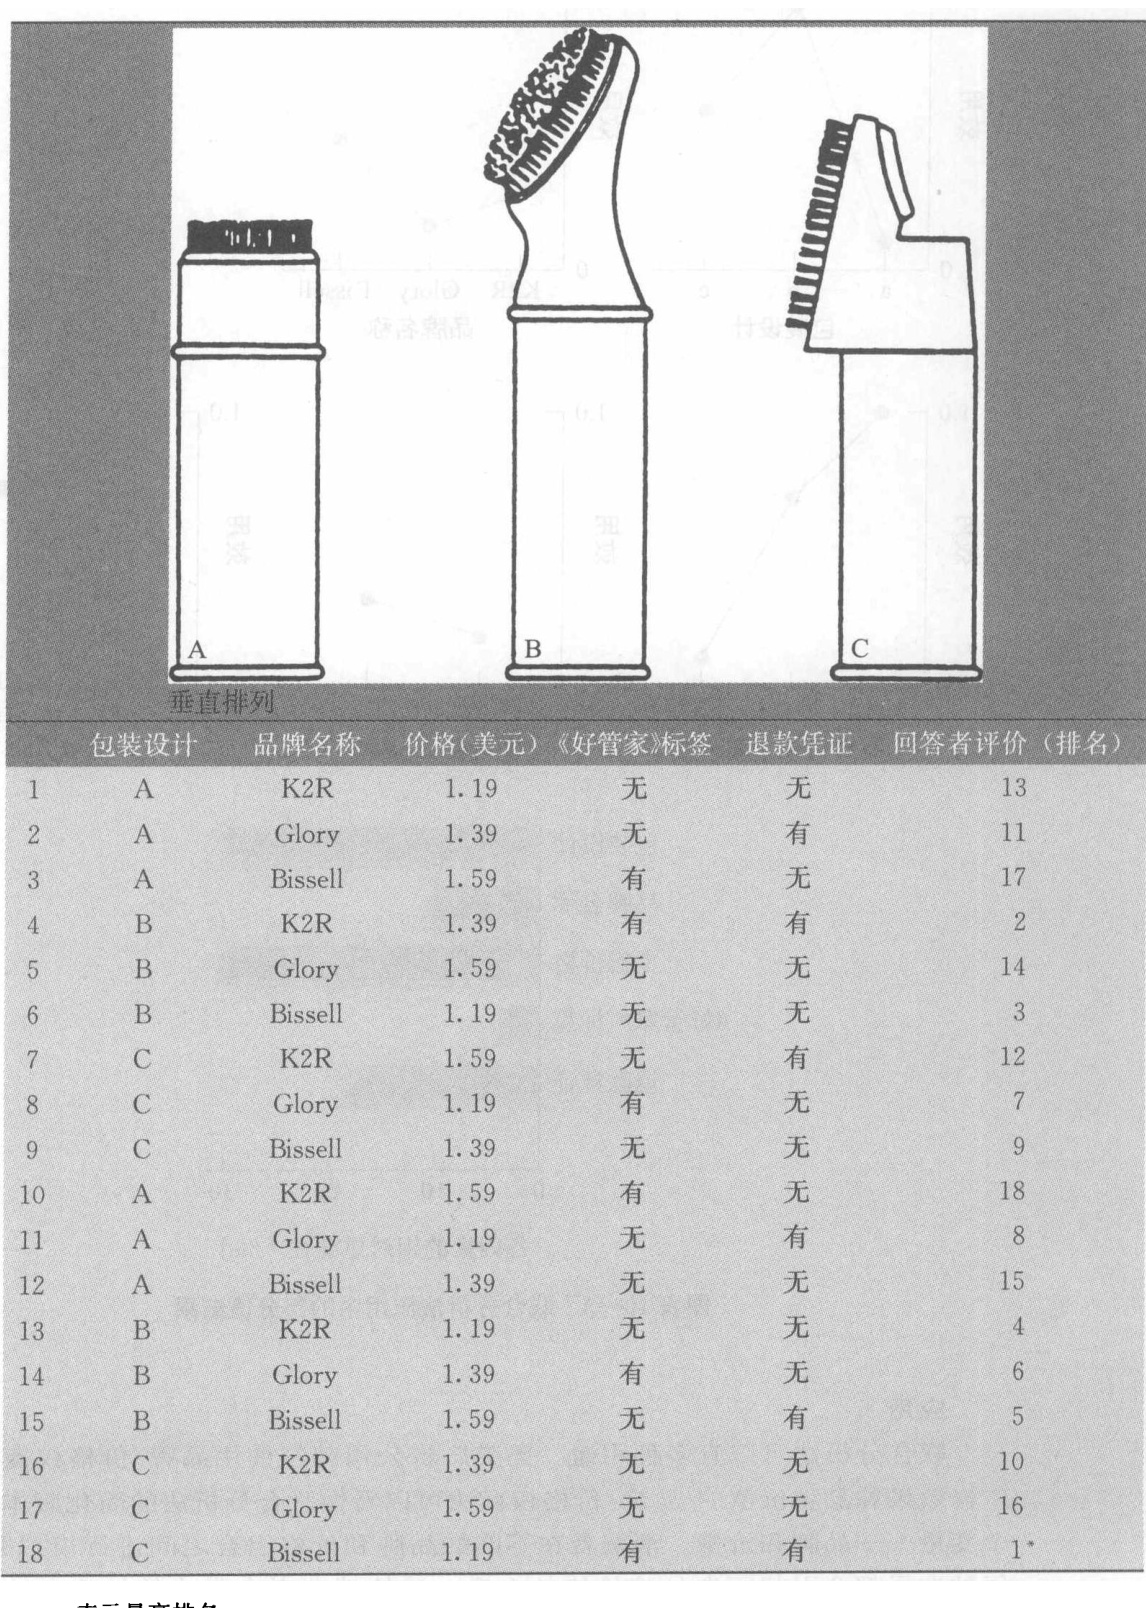 A
B
C
垂直排列
包装设计 品牌名称 价格(美元) 《好管家》标签 退款凭证 回答者评价（排名）
1 A K2R 1.19 无 无 13
2 A Glory 1.39 无 有 11
3 A Bissell 1.59 有 无 17
4 B K2R 1.39 有 有 2
5 B Glory 1.59 无 无 14
6 B Bissell 1.19 无 无 3
7 C K2R 1.59 无 有 12
8 C Glory 1.19 有 无 7
9 C Bissell 1.39 无 无 9
10 A K2R 1.59 有 无 18
11 A Glory 1.19 无 有 8
12 A Bissell 1.39 无 无 15
13 B K2R 1.19 无 无 4
14 B Glory 1.39 有 无 6
15 B Bissell 1.59 无 有 5
16 C K2R 1.39 无 无 10
17 C Glory 1.59 无 无 16
18 C Bissell 1.19 有 有 1*